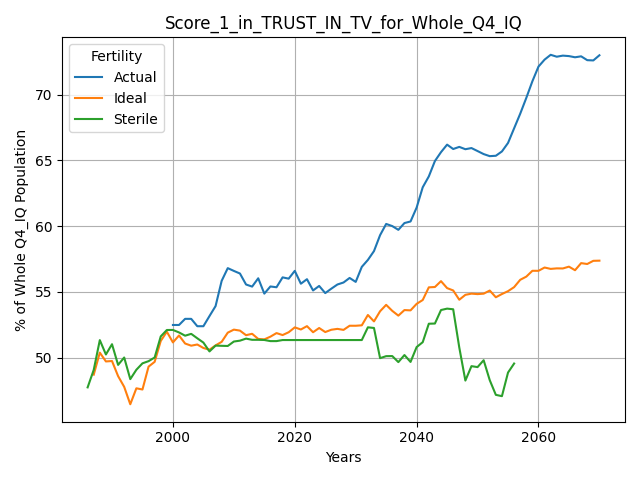 Score_1_in_TRUST_IN_TV_for_Whole_Q4_IQ
Fertility
Actual
Ideal
Sterile
% of Whole Q4_IQ Population
70
65
60
55
50
2000
2020
2040
2060
Years